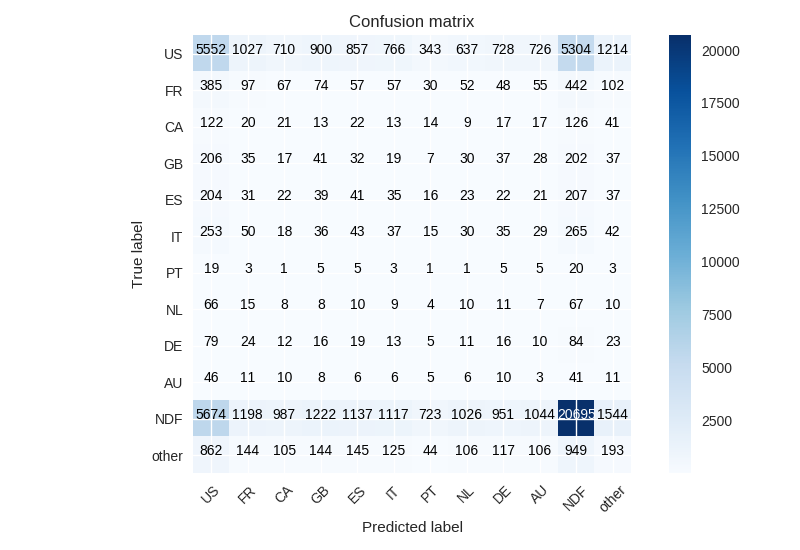 Confusion matrix
US 5552 1027 710 900 857 766 343 637 728 726 5304 1214
FR 385 97 67 74 57 57 30 52 48 55 442 102
CA 122 20 21 13 22 13 14 9 17 17 126 41
GB 206 35 17 41 32 19 7 30 37 28 202 37
ES 204 31 22 39 41 35 16 23 22 21 207 37
IT 253 50 18 36 43 37 15 30 35 29 265 42
PT 19 3 1 5 5 3 1 1 5 5 20 3
NL 66 15 8 8 10 9 4 10 11 7 67 10
DE 79 24 12 16 19 13 5 11 16 10 84 23
AU 46 11 10 8 6 6 5 6 10 3 41 11
NDF 5674 1198 987 1222 1137 1117 723 1026 951 1044 20695 1544
other 862 144 105 144 145 125 44 106 117 106 949 193
US FR CA GB ES IT PT NL DE AU NDF other
Predicted label
True label
20000
17500
15000
12500
10000
7500
5000
2500